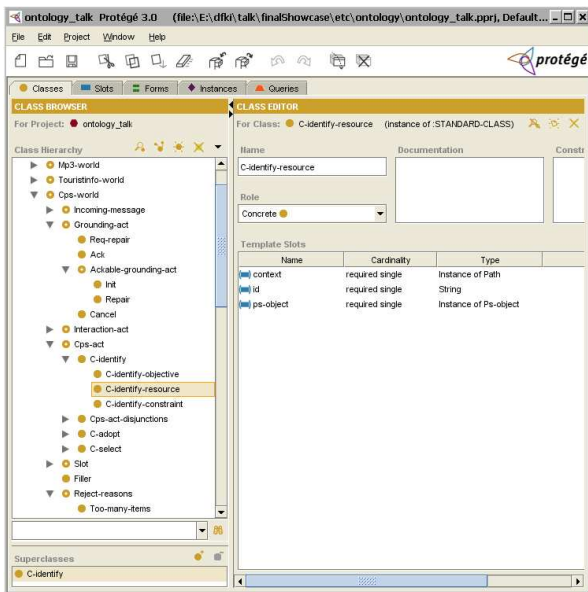 ontology_talk Protégé 3.0 (file:\E:\dfki\talk\finalShowcase\etc\ontology\ontology_talk.pprj, Default...
File Edit Project Window Help
protégé
Classes Slots Forms Instances Queries
CLASS BROWSER
For Project: ontology_talk
Class Hierarchy
Mp3-world
Touristinfo-world
Cps-world
Incoming-message
Grounding-act
Req-repair
Ack
Ackable-grounding-act
Init
Repair
Cancel
Interaction-act
Cps-act
C-identify
C-identify-objective
C-identify-resource
C-identify-constraint
Cps-act-disjunctions
C-adopt
C-select
Slot
Filler
Reject-reasons
Too-many-items
Superclasses
C-identify
CLASS EDITOR
For Class: C-identify-resource (instance of :STANDARD-CLASS)
Name Documentation Constr
C-identify-resource
Role
Concrete
Template Slots
Name Cardinality Type
context required single Instance of Path
id required single String
ps-object required single Instance of Ps-object